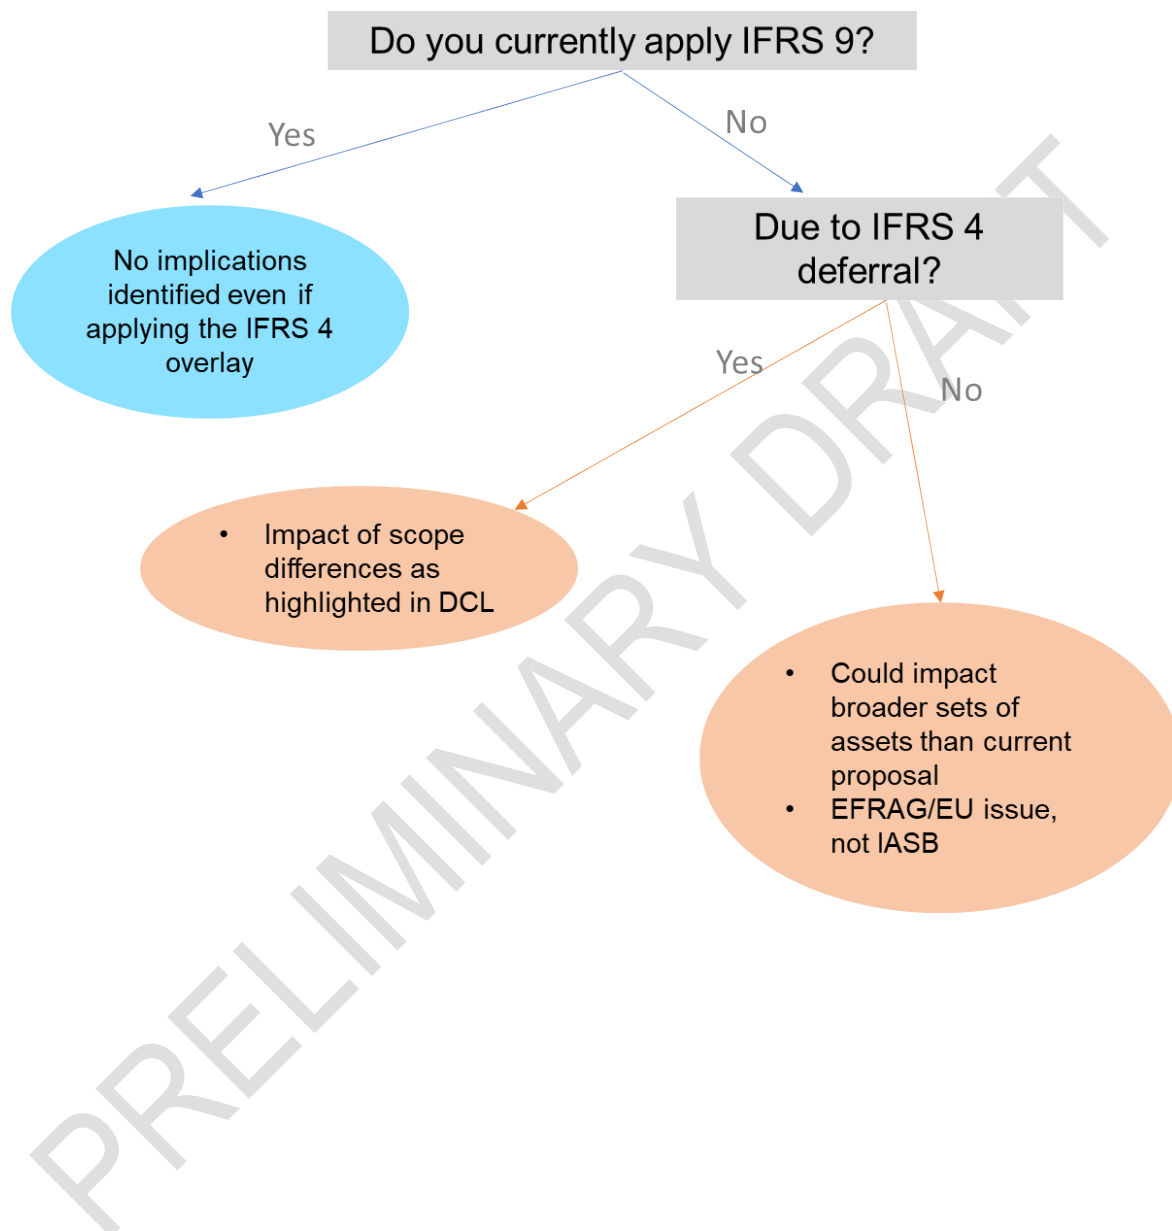 Do you currently apply IFRS 9?
Yes
No
No implications
identified even if
applying the IFRS 4
overlay
Due to IFRS 4
deferral?
Yes
No
• Impact of scope
differences as
highlighted in DCL
• Could impact
broader sets of
assets than current
proposal
• EFRAG/EU issue,
not IASB
PRELIMINARY DRAFT